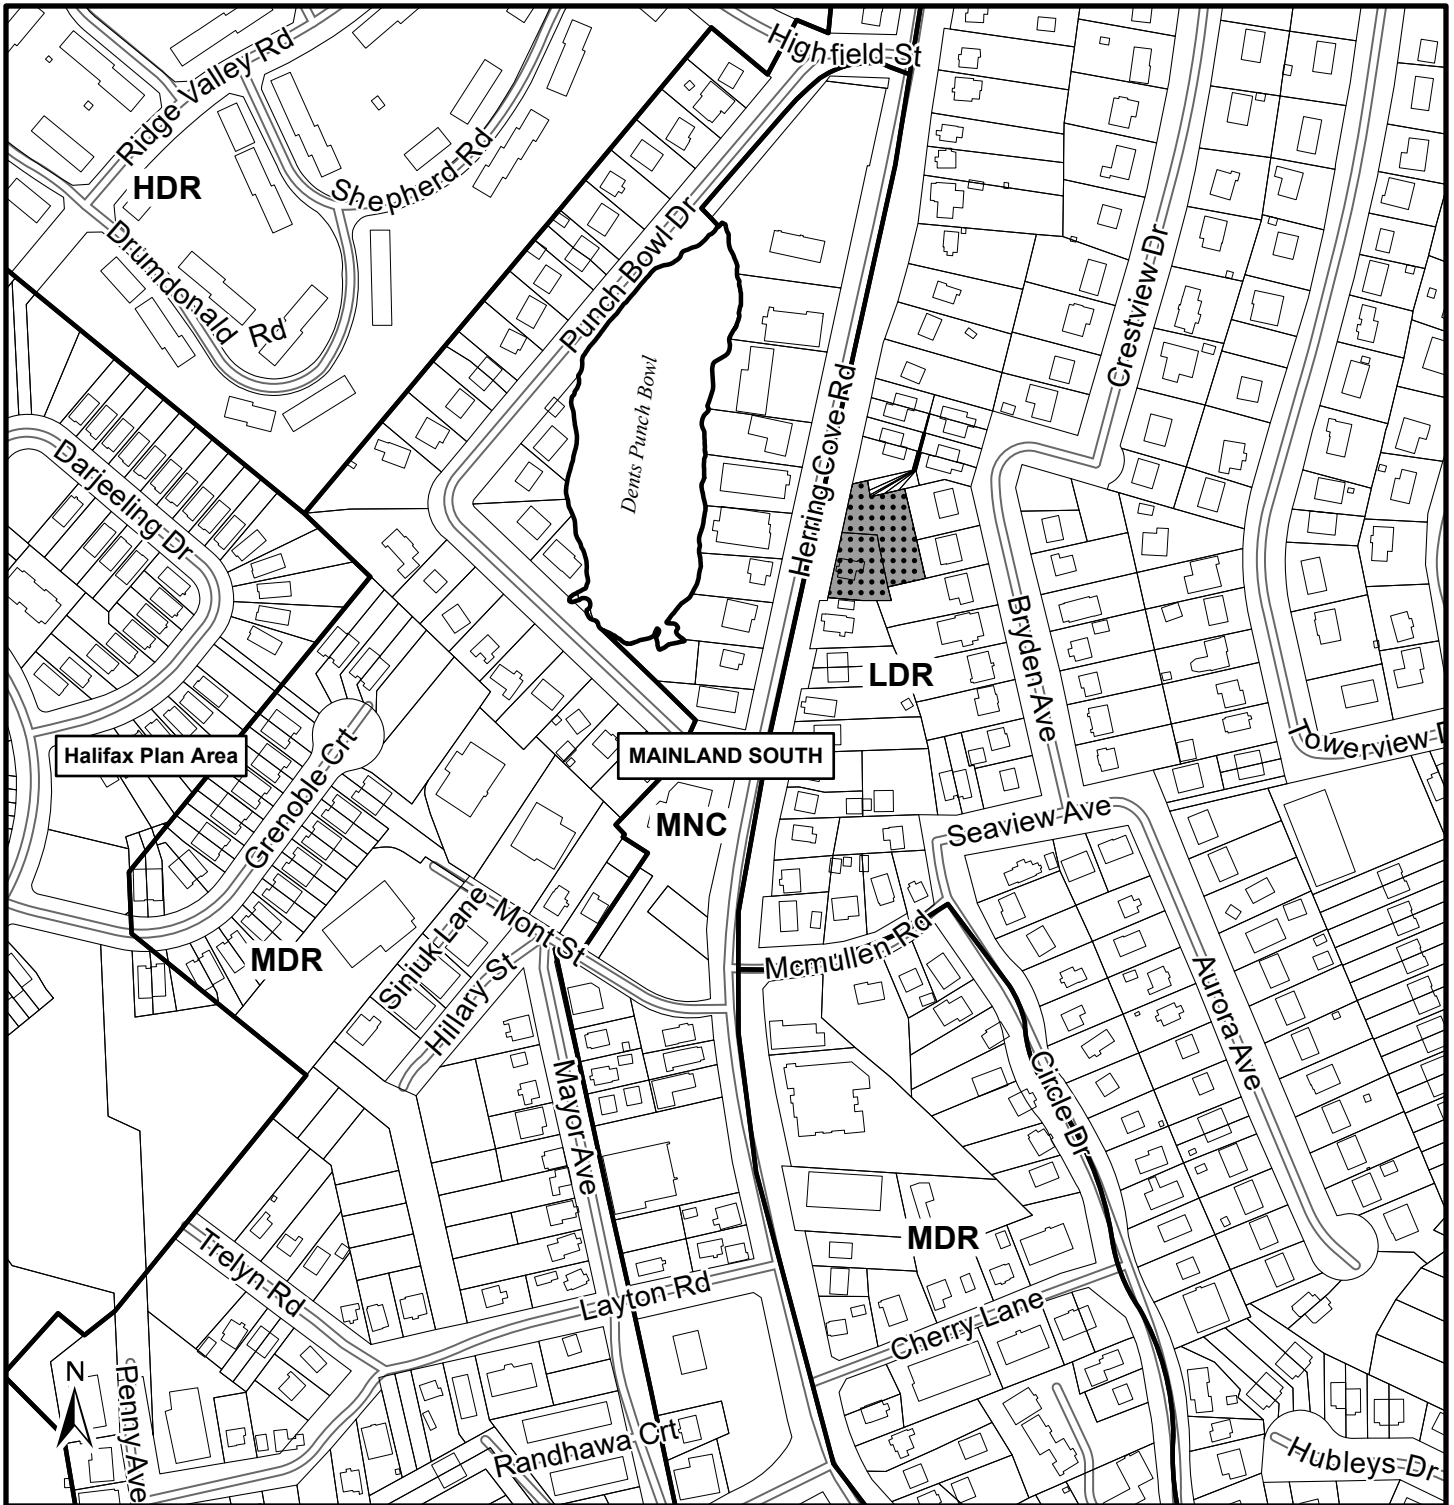 Highfield St
Ridge Valley Rd
Shepherd Rd
HDR
Drumdonald
Rd
Punch Bowl Dr
Crestview Dr
Dents Punch Bowl
Herring Cove Rd
Darjeeling Dr
Bryden Ave
LDR
Towerview D
Halifax Plan Area
MAINLAND SOUTH
Grenoble Crt
MNC
Seaview Ave
Siniuk Lane
Mont St
Mcmullen Rd
MDR
Hillary St
Aurora Ave
Mayor Ave
Circle Dr
MDR
Trelyn Rd
Layton Rd
Cherry Lane
N
Penny Ave
Randhawa Crt
Hubleys Dr